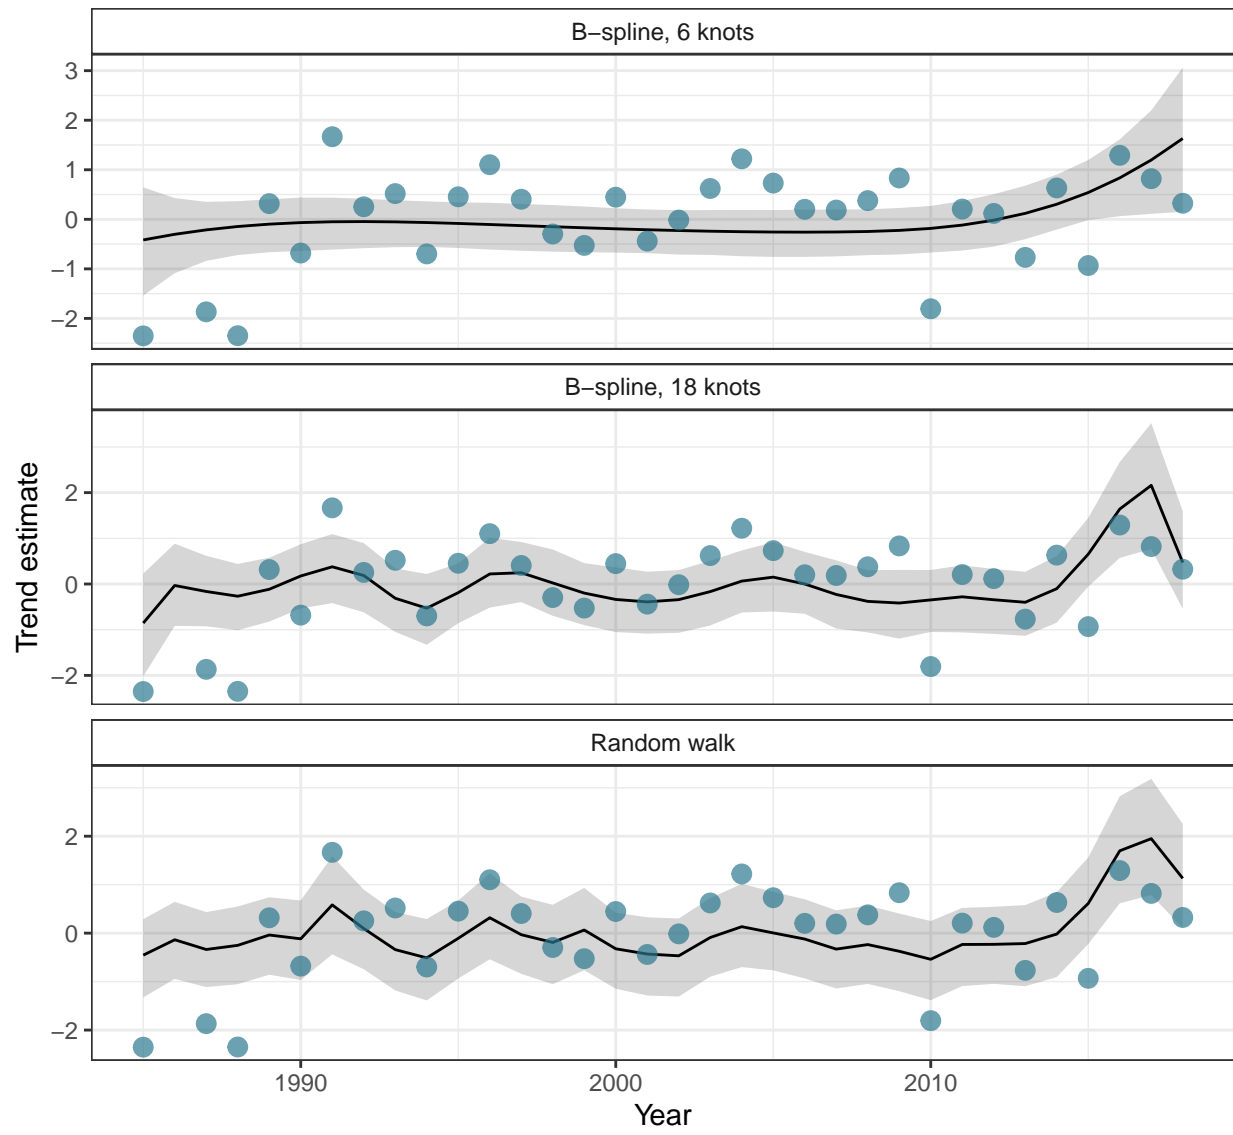 B−spline, 6 knots
3
2
1
0
−1
−2
B−spline, 18 knots
2
0
−2
Trend estimate
Random walk
2
0
−2
1990 2000 2010
Year